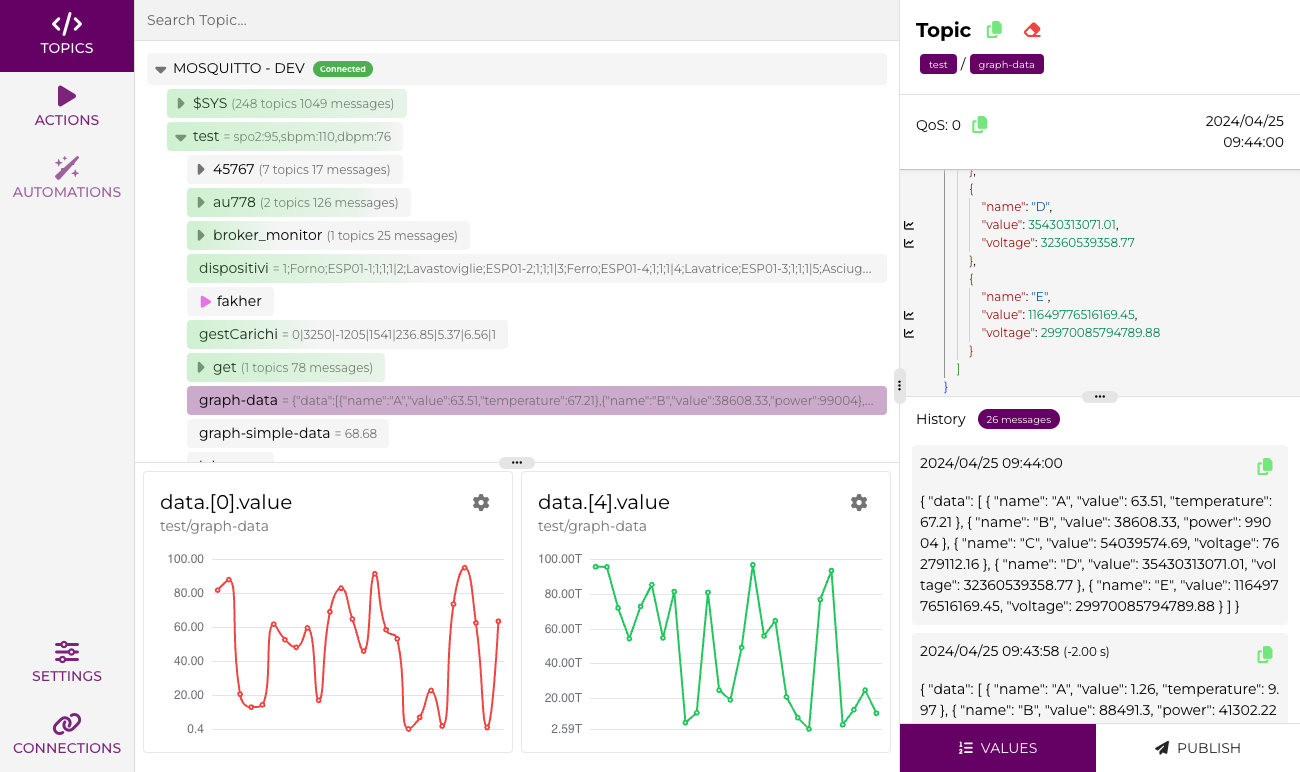 TOPICS
ACTIONS
AUTOMATIONS
SETTINGS
CONNECTIONS
Search Topic...
MOSQUITTO - DEV Connected
$SYS (248 topics 1049 messages)
test = spo2:95,sbpm:110,dbpm:76
45767 (7 topics 17 messages)
au778 (2 topics 126 messages)
broker_monitor (1 topics 25 messages)
dispositivi = 1;Forno;ESP01-1;1;1;1|2;Lavastoviglie;ESP01-2;1;1;1|3;Ferro;ESP01-4;1;1;1|4;Lavatrice;ESP01-3;1;1;1|5;Asciug...
fakher
gestCarichi = 0|3250|-1205|1541|236.85|5.37|6.56|1
get (1 topics 78 messages)
graph-data = {"data":[{"name":"A","value":63.51,"temperature":67.21},{"name":"B","value":38608.33,"power":99004},...
graph-simple-data = 68.68
data.[0].value
test/graph-data
100.00
80.00
60.00
40.00
20.00
0.4
data.[4].value
test/graph-data
100.00T
80.00T
60.00T
40.00T
20.00T
2.59T
Topic
test / graph-data
QoS: 0
2024/04/25
09:44:00
},
{
"name": "D",
"value": 35430313071.01,
"voltage": 32360539358.77
},
{
"name": "E",
"value": 11649776516169.45,
"voltage": 29970085794789.88
}
]
}
History 26 messages
2024/04/25 09:44:00
{ "data": [ { "name": "A", "value": 63.51, "temperature":
67.21 }, { "name": "B", "value": 38608.33, "power": 990
04 }, { "name": "C", "value": 54039574.69, "voltage": 76
279112.16 }, { "name": "D", "value": 35430313071.01, "vol
tage": 32360539358.77 }, { "name": "E", "value": 116497
76516169.45, "voltage": 29970085794789.88 } ] }
2024/04/25 09:43:58 (-2.00 s)
{ "data": [ { "name": "A", "value": 1.26, "temperature": 9.
97 }, { "name": "B", "value": 88491.3, "power": 41302.22
VALUES
PUBLISH